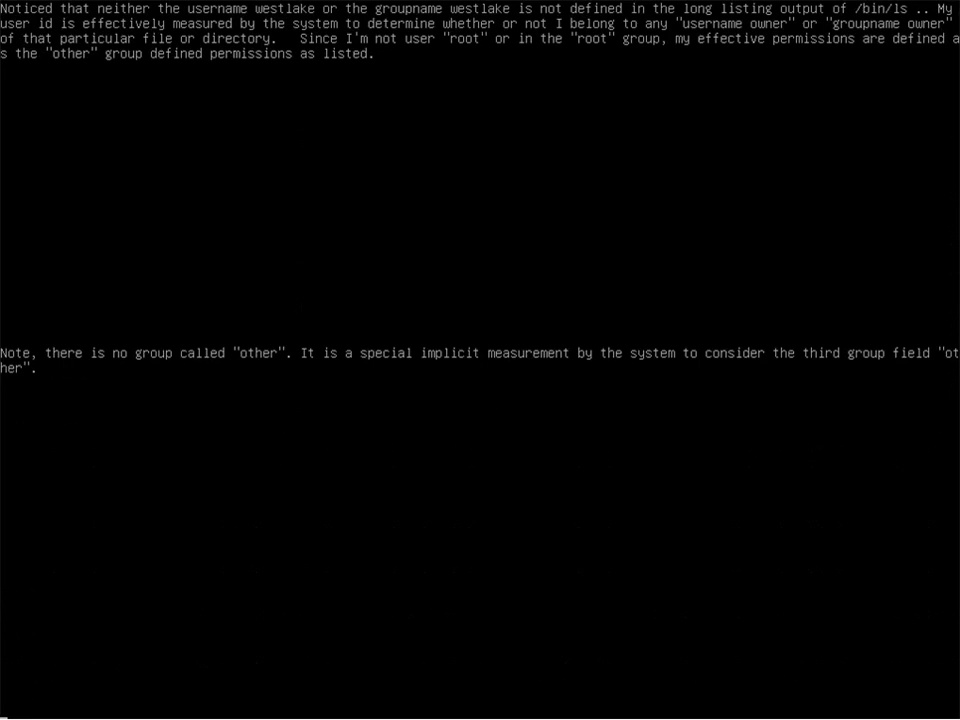 Noticed that neither the username westlake or the groupname westlake is not defined in the long listing output of /bin/ls .. My
user id is effectively measured by the system to determine whether or not I belong to any "username owner" or "groupname owner"
of that particular file or directory.   Since I'm not user "root" or in the "root" group, my effective permissions are defined a
s the "other" group defined permissions as listed.
Note, there is no group called "other". It is a special implicit measurement by the system to consider the third group field "ot
her".